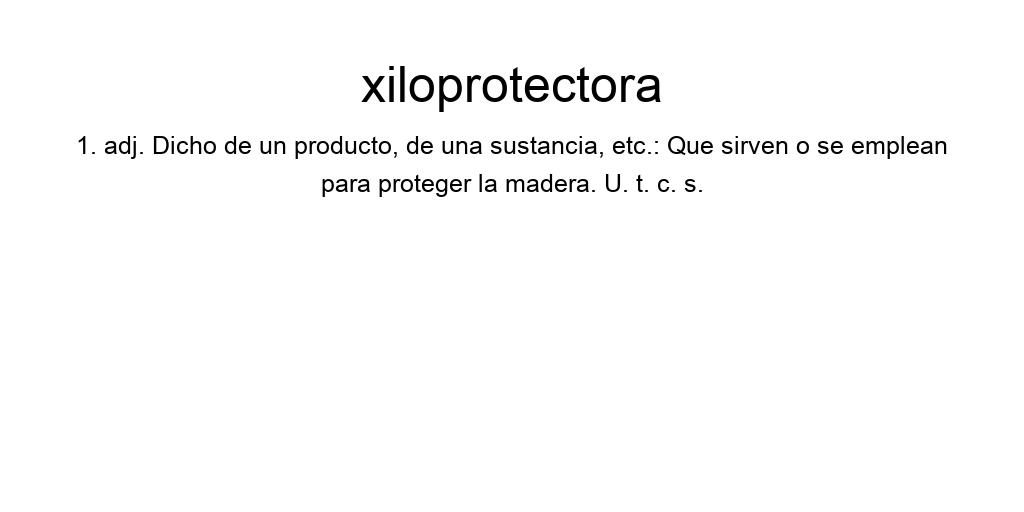 xiloprotectora
1. adj. Dicho de un producto, de una sustancia, etc.: Que sirven o se emplean
para proteger la madera. U. t. c. s.